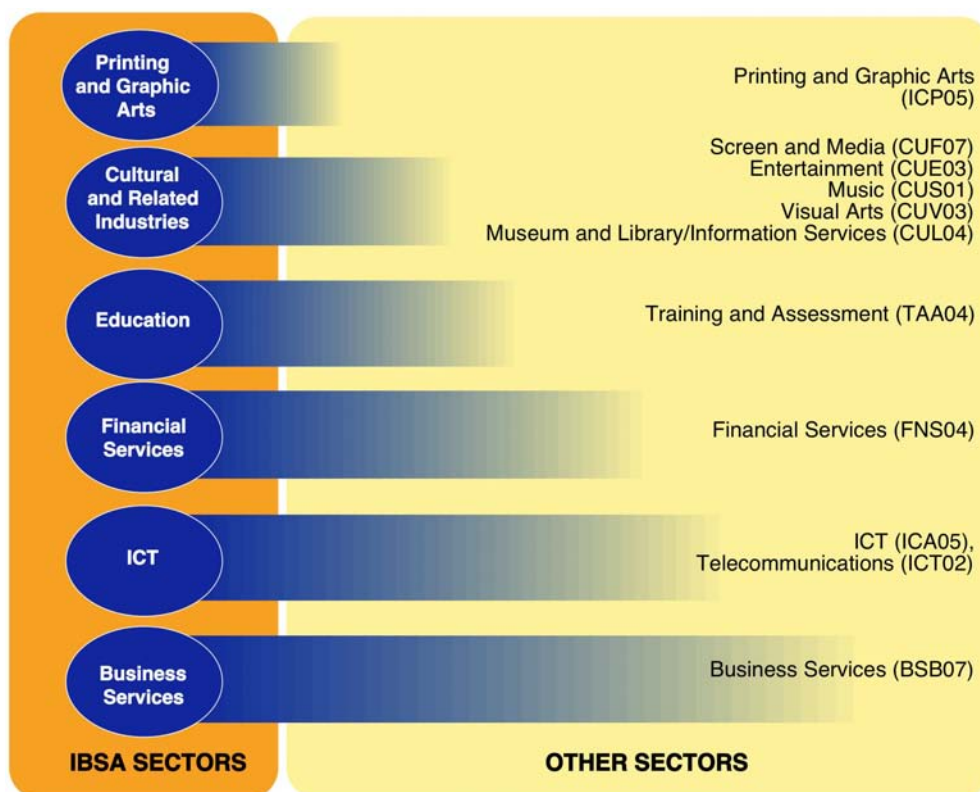 Printing
and Graphic
Arts
Printing and Graphic Arts
(ICP05)
Cultural
and Related
Industries
Screen and Media (CUF07)
Entertainment (CUE03)
Music (CUS01)
Visual Arts (CUV03)
Museum and Library/Information Services (CUL04)
Education
Training and Assessment (TAA04)
Financial
Services
Financial Services (FNS04)
ICT
ICT (ICA05),
Telecommunications (ICT02)
Business
Services
Business Services (BSB07)
IBSA SECTORS
OTHER SECTORS